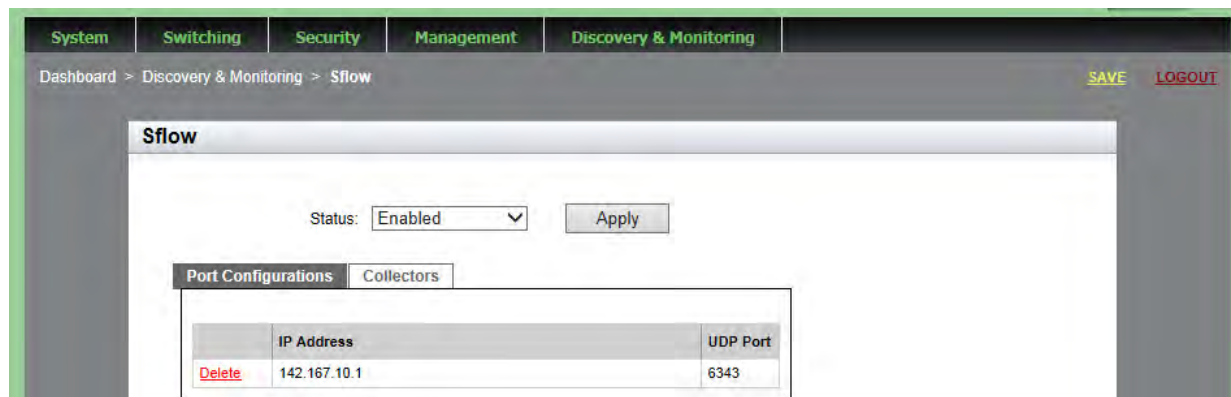 System Switching Security Management Discovery & Monitoring
Dashboard > Discovery & Monitoring > Sflow SAVE LOGOUT
Sflow
Status: Enabled Apply
Port Configurations Collectors
IP Address UDP Port
Delete 142.167.10.1 6343